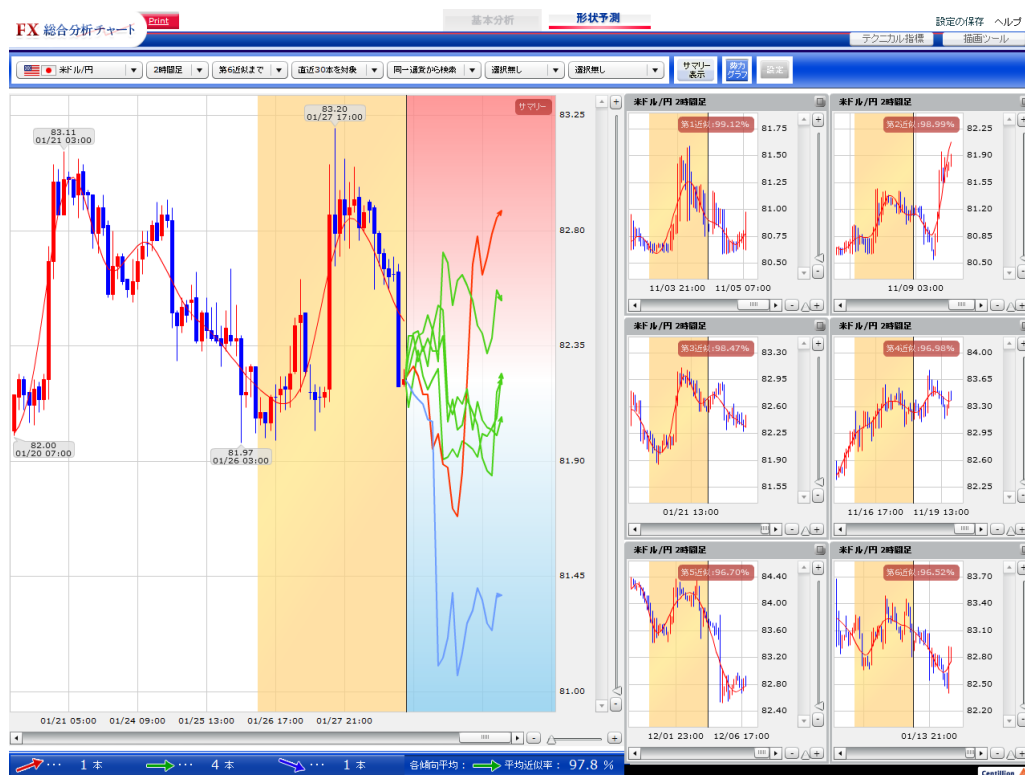 Print
FX 総合分析チャート
基本分析
形状予測
設定の保存 ヘルプ
テクニカル指標
描画ツール
米ドル/円
2時間足
第6近似まで
直近30本を対象
同一通貨から検索
選択無し
選択無し
サマリー
表示
勢力
グラフ
設定
サマリー
83.11
01/21 03:00
83.20
01/27 17:00
82.00
01/20 07:00
81.97
01/26 03:00
83.25
82.80
82.35
81.90
81.45
81.00
01/21 05:00 01/24 09:00 01/25 13:00 01/26 17:00 01/27 21:00
米ドル/円 2時間足
第1近似:99.12%
81.75
81.50
81.25
81.00
80.75
80.50
11/03 21:00 11/05 07:00
米ドル/円 2時間足
第2近似:98.99%
82.25
81.90
81.55
81.20
80.85
80.50
11/09 03:00
米ドル/円 2時間足
第3近似:98.47%
83.30
82.95
82.60
82.25
81.90
81.55
01/21 13:00
米ドル/円 2時間足
第4近似:96.98%
84.00
83.65
83.30
82.95
82.60
82.25
11/16 17:00 11/19 13:00
米ドル/円 2時間足
第5近似:96.70%
84.40
84.00
83.60
83.20
82.80
82.40
12/01 23:00 12/06 17:00
米ドル/円 2時間足
第6近似:96.52%
83.70
83.40
83.10
82.80
82.50
82.20
01/13 21:00
… 1 本 … 4 本 … 1 本 各傾向平均: 平均近似率: 97.8 %
Centillion